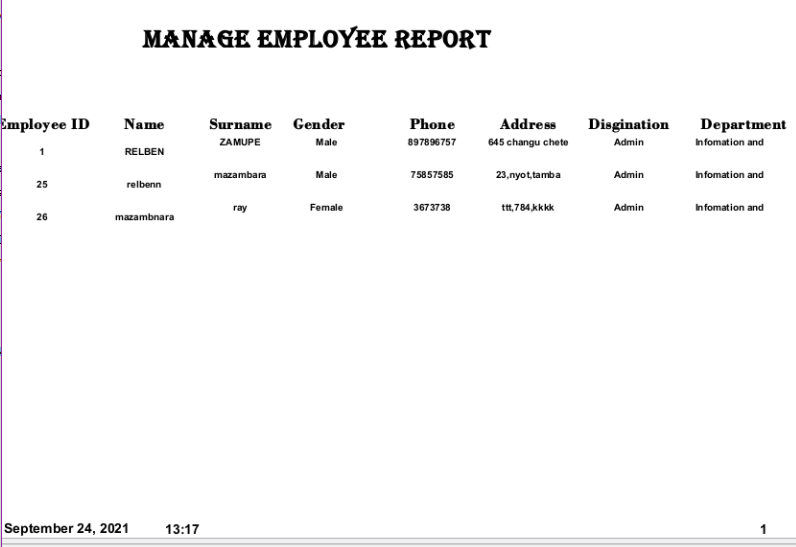 MANAGE EMPLOYEE REPORT
Employee ID Name Surname Gender Phone Address Disgination Department
1 RELBEN ZAMUPE Male 897896757 645 changu chete Admin Infomation and
25 relbenn mazambara Male 75857585 23,nyot,tamba Admin Infomation and
26 mazambnara ray Female 3673738 ttt,784,kkkk Admin Infomation and
September 24, 2021 13:17 1